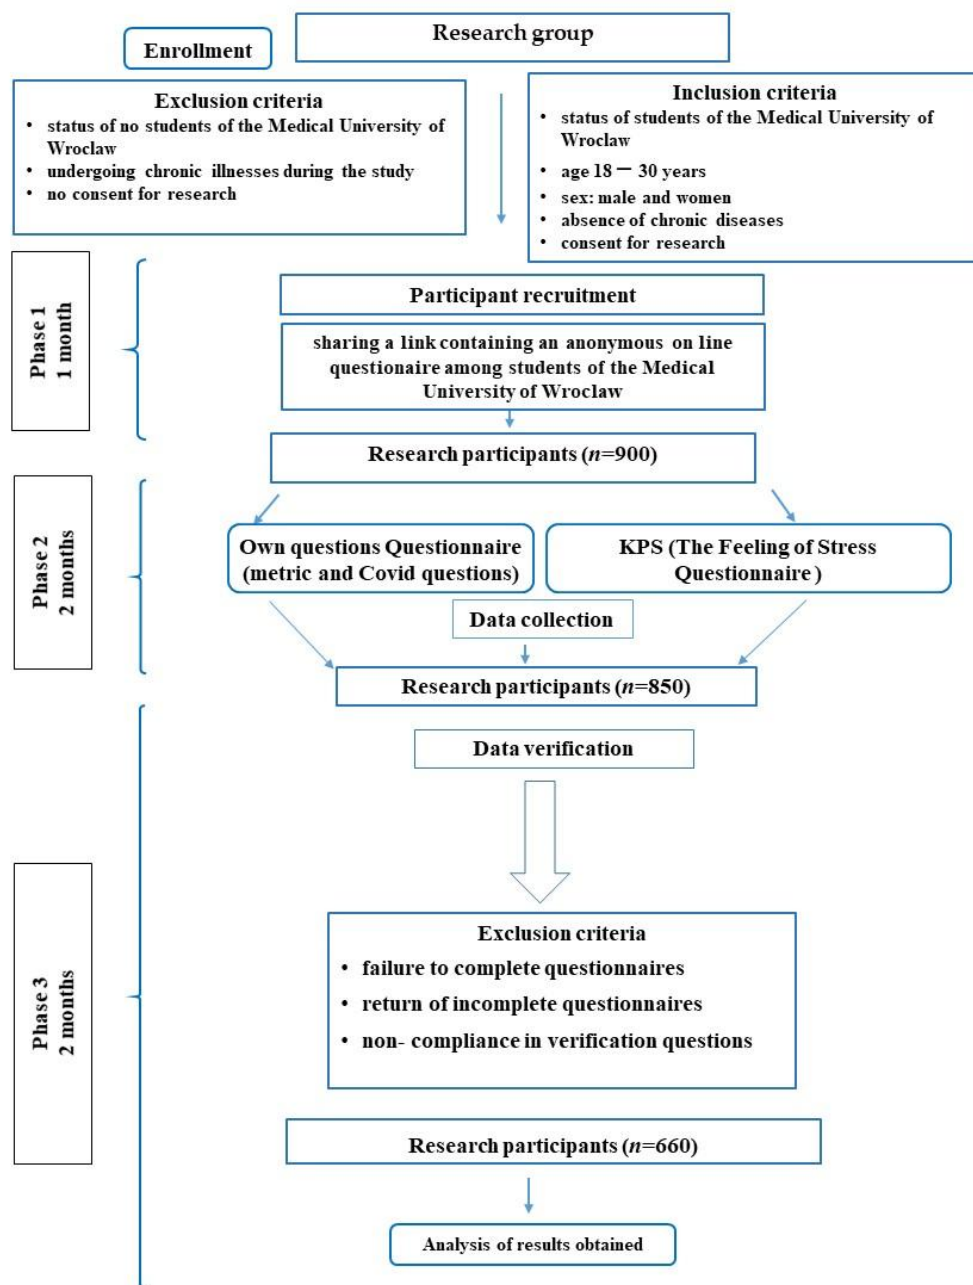 Enrollment
Research group
Exclusion criteria
• status of no students of the Medical University of
Wroclaw
• undergoing chronic illnesses during the study
• no consent for research
Inclusion criteria
• status of students of the Medical University of
Wroclaw
• age 18 – 30 years
• sex: male and women
• absence of chronic diseases
• consent for research
Phase 1
1 month
Participant recruitment
sharing a link containing an anonymous on line
questionaire among students of the Medical
University of Wroclaw
Research participants (n=900)
Phase 2
2 months
Own questions Questionnaire
(metric and Covid questions)
KPS (The Feeling of Stress
Questionnaire )
Data collection
Research participants (n=850)
Phase 3
2 months
Data verification
Exclusion criteria
• failure to complete questionnaires
• return of incomplete questionnaires
• non- compliance in verification questions
Research participants (n=660)
Analysis of results obtained